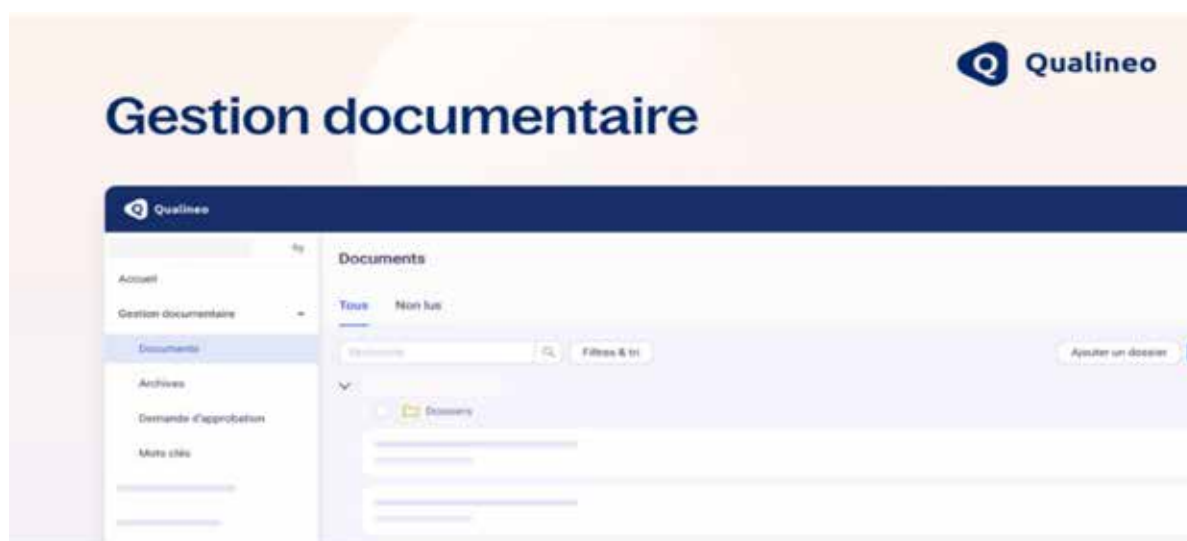 Qualineo
Gestion documentaire
Qualineo
Documents
Accueil
Tous Non lus
Gestion documentaire
Documents
Filtres & tri
Ajouter un dossier
Archives
Dossiers
Demande d'approbation
Mots clés